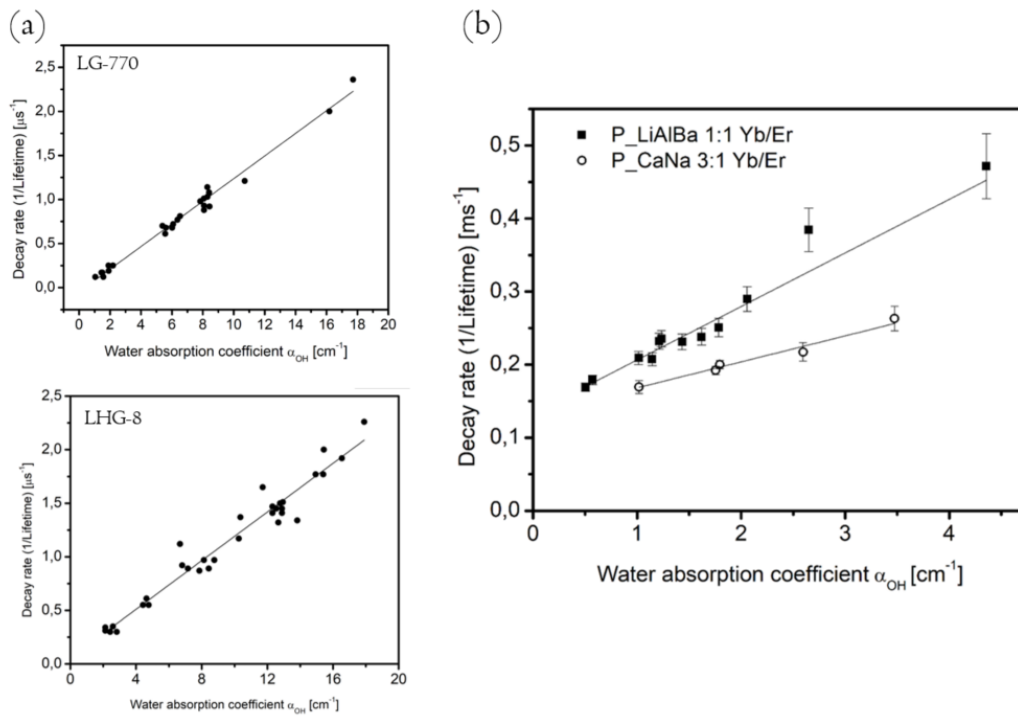 (a)
LG-770
Decay rate (1/Lifetime) [µs⁻¹]
2,5
2,0
1,5
1,0
0,5
0,0
0 2 4 6 8 10 12 14 16 18 20
Water absorption coefficient α_OH [cm⁻¹]
LHG-8
Decay rate (1/Lifetime) [µs⁻¹]
2,5
2,0
1,5
1,0
0,5
0,0
0 4 8 12 16 20
Water absorption coefficient α_OH [cm⁻¹]
(b)
P_LiAlBa 1:1 Yb/Er
P_CaNa 3:1 Yb/Er
Decay rate (1/Lifetime) [ms⁻¹]
0,5
0,4
0,3
0,2
0,1
0,0
0 1 2 3 4
Water absorption coefficient α_OH [cm⁻¹]